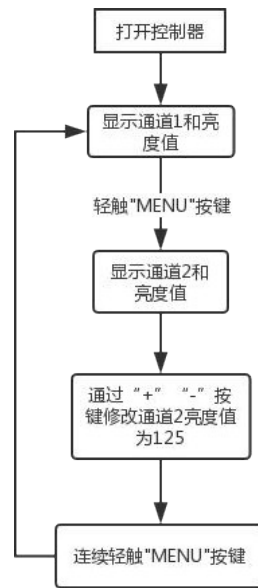 打开控制器
显示通道1和亮
度值
轻触"MENU"按键
显示通道2和
亮度值
通过“+” “-”按
键修改通道2亮度值
为125
连续轻触"MENU"按键